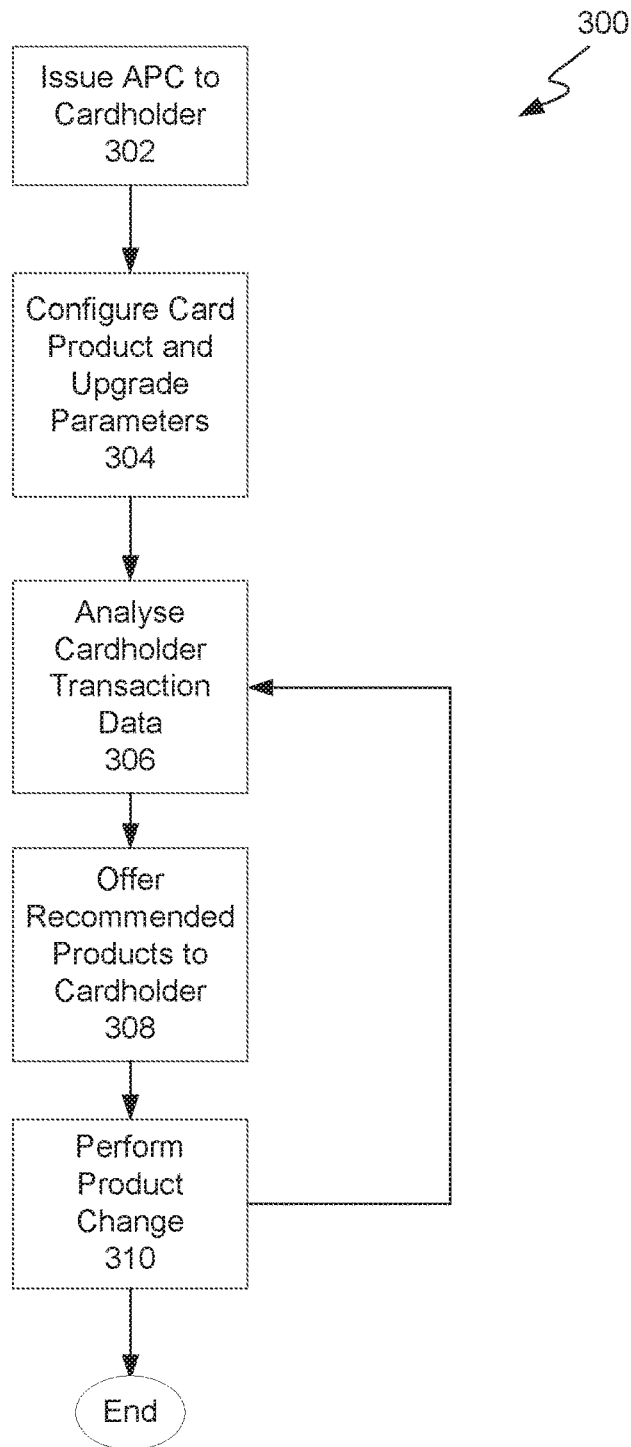 300
Issue APC to
Cardholder
302
Configure Card
Product and
Upgrade
Parameters
304
Analyse
Cardholder
Transaction
Data
306
Offer
Recommended
Products to
Cardholder
308
Perform
Product
Change
310
End